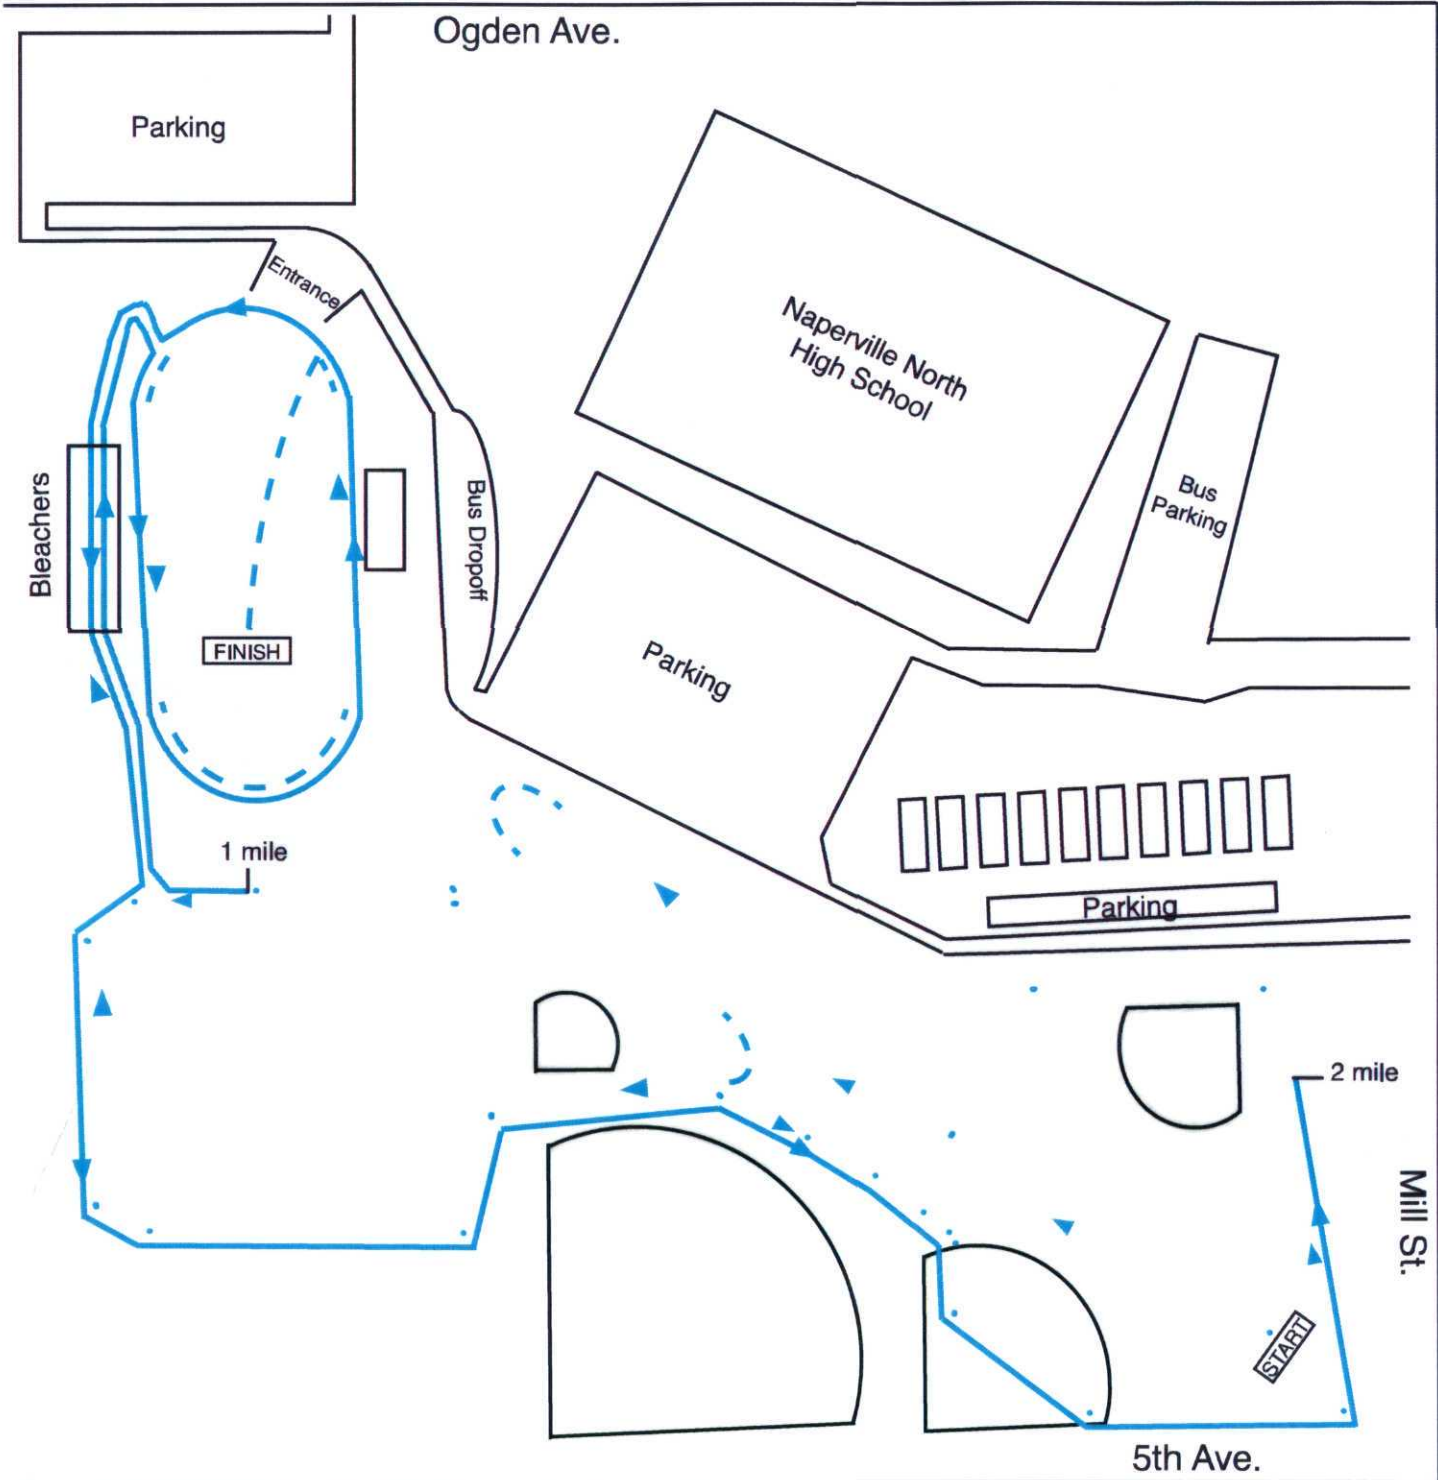 Ogden Ave.
Parking
Entrance
Naperville North
High School
Bus
Parking
Bleachers
Bus Dropoff
FINISH
Parking
1 mile
Parking
2 mile
Mill St.
START
5th Ave.